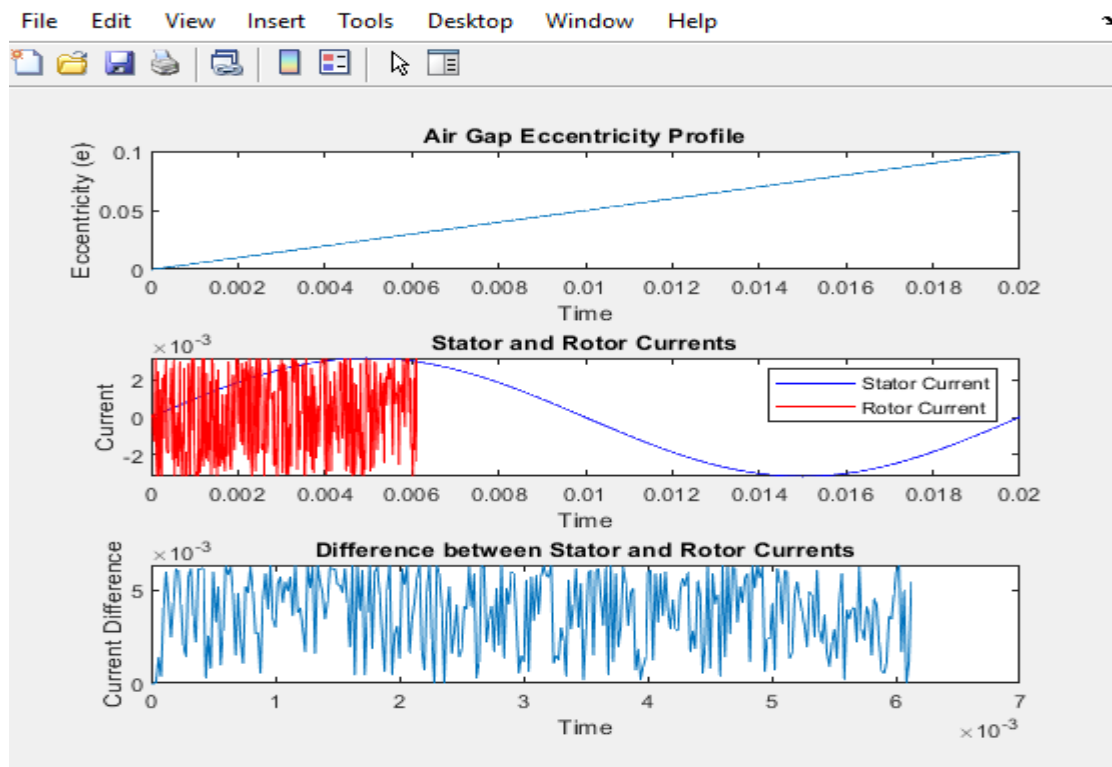 File Edit View Insert Tools Desktop Window Help
Air Gap Eccentricity Profile
Eccentricity (e)
0.1
0.05
0
0 0.002 0.004 0.006 0.008 0.01 0.012 0.014 0.016 0.018 0.02
Time
×10^-3
Stator and Rotor Currents
Current
2
0
-2
Stator Current
Rotor Current
0 0.002 0.004 0.006 0.008 0.01 0.012 0.014 0.016 0.018 0.02
Time
×10^-3
Difference between Stator and Rotor Currents
Current Difference
5
0
0 1 2 3 4 5 6 7
Time
×10^-3